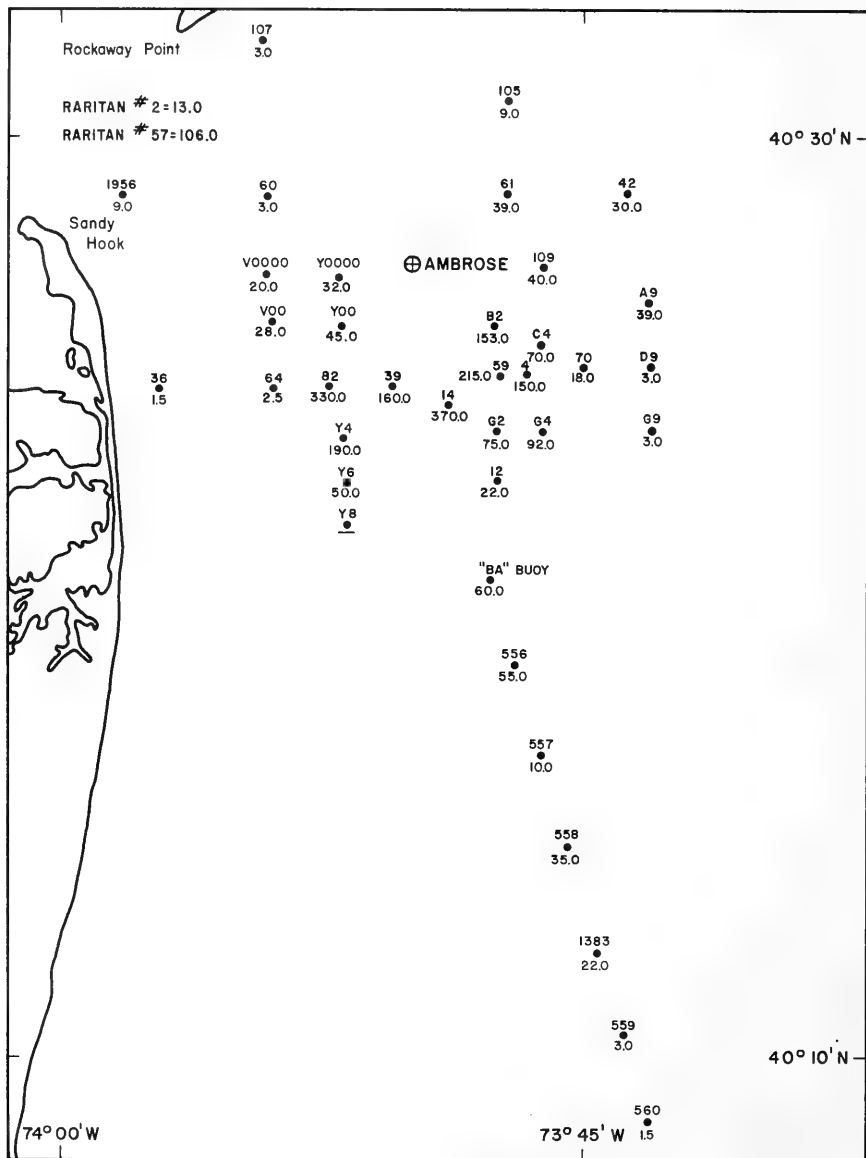 107
Rockaway Point
3.0
RARITAN # 2 = 13.0
RARITAN # 57 = 106.0
105
9.0
40° 30' N
1956
9.0
60
3.0
61
39.0
42
30.0
Sandy
Hook
V0000
20.0
Y0000
32.0
AMBROSE
109
40.0
A9
39.0
V00
28.0
Y00
45.0
B2
153.0
C4
70.0
36
1.5
64
2.5
82
330.0
39
160.0
14
370.0
59
215.0
4
150.0
70
18.0
D9
3.0
Y4
190.0
G2
75.0
G4
92.0
G9
3.0
Y6
50.0
12
22.0
Y8
"BA" BUOY
60.0
556
55.0
557
10.0
558
35.0
1383
22.0
559
3.0
40° 10' N
560
1.5
74° 00' W
73° 45' W